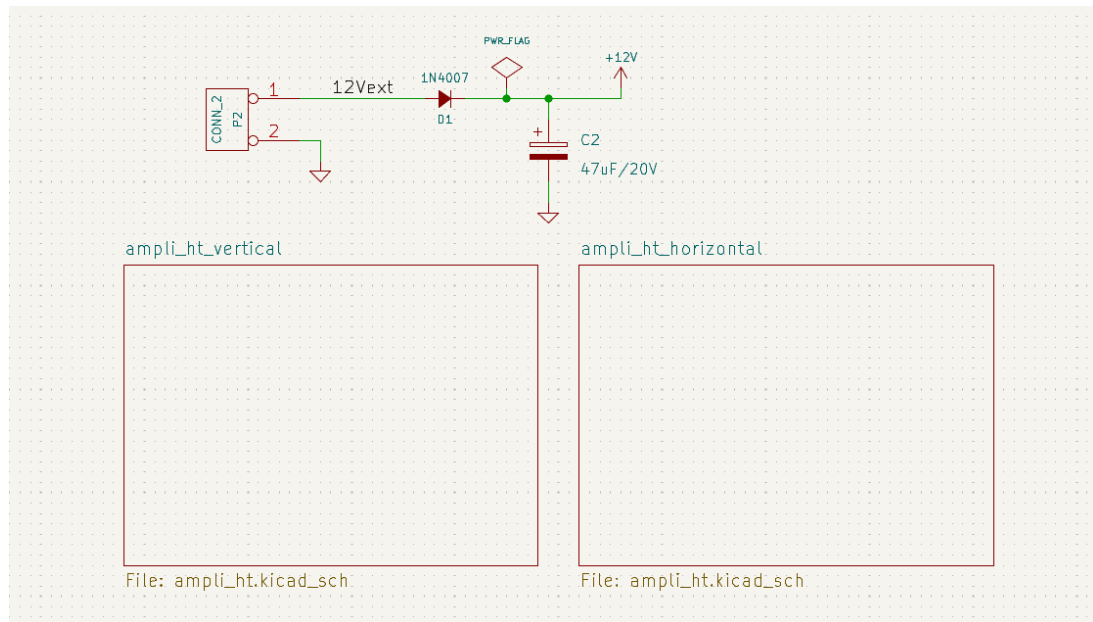 PWR_FLAG
+12V
1N4007
12Vext
1
CONN_2
P2
D1
2
+
C2
47uF/20V
ampli_ht_vertical
ampli_ht_horizontal
File: ampli_ht.kicad_sch
File: ampli_ht.kicad_sch